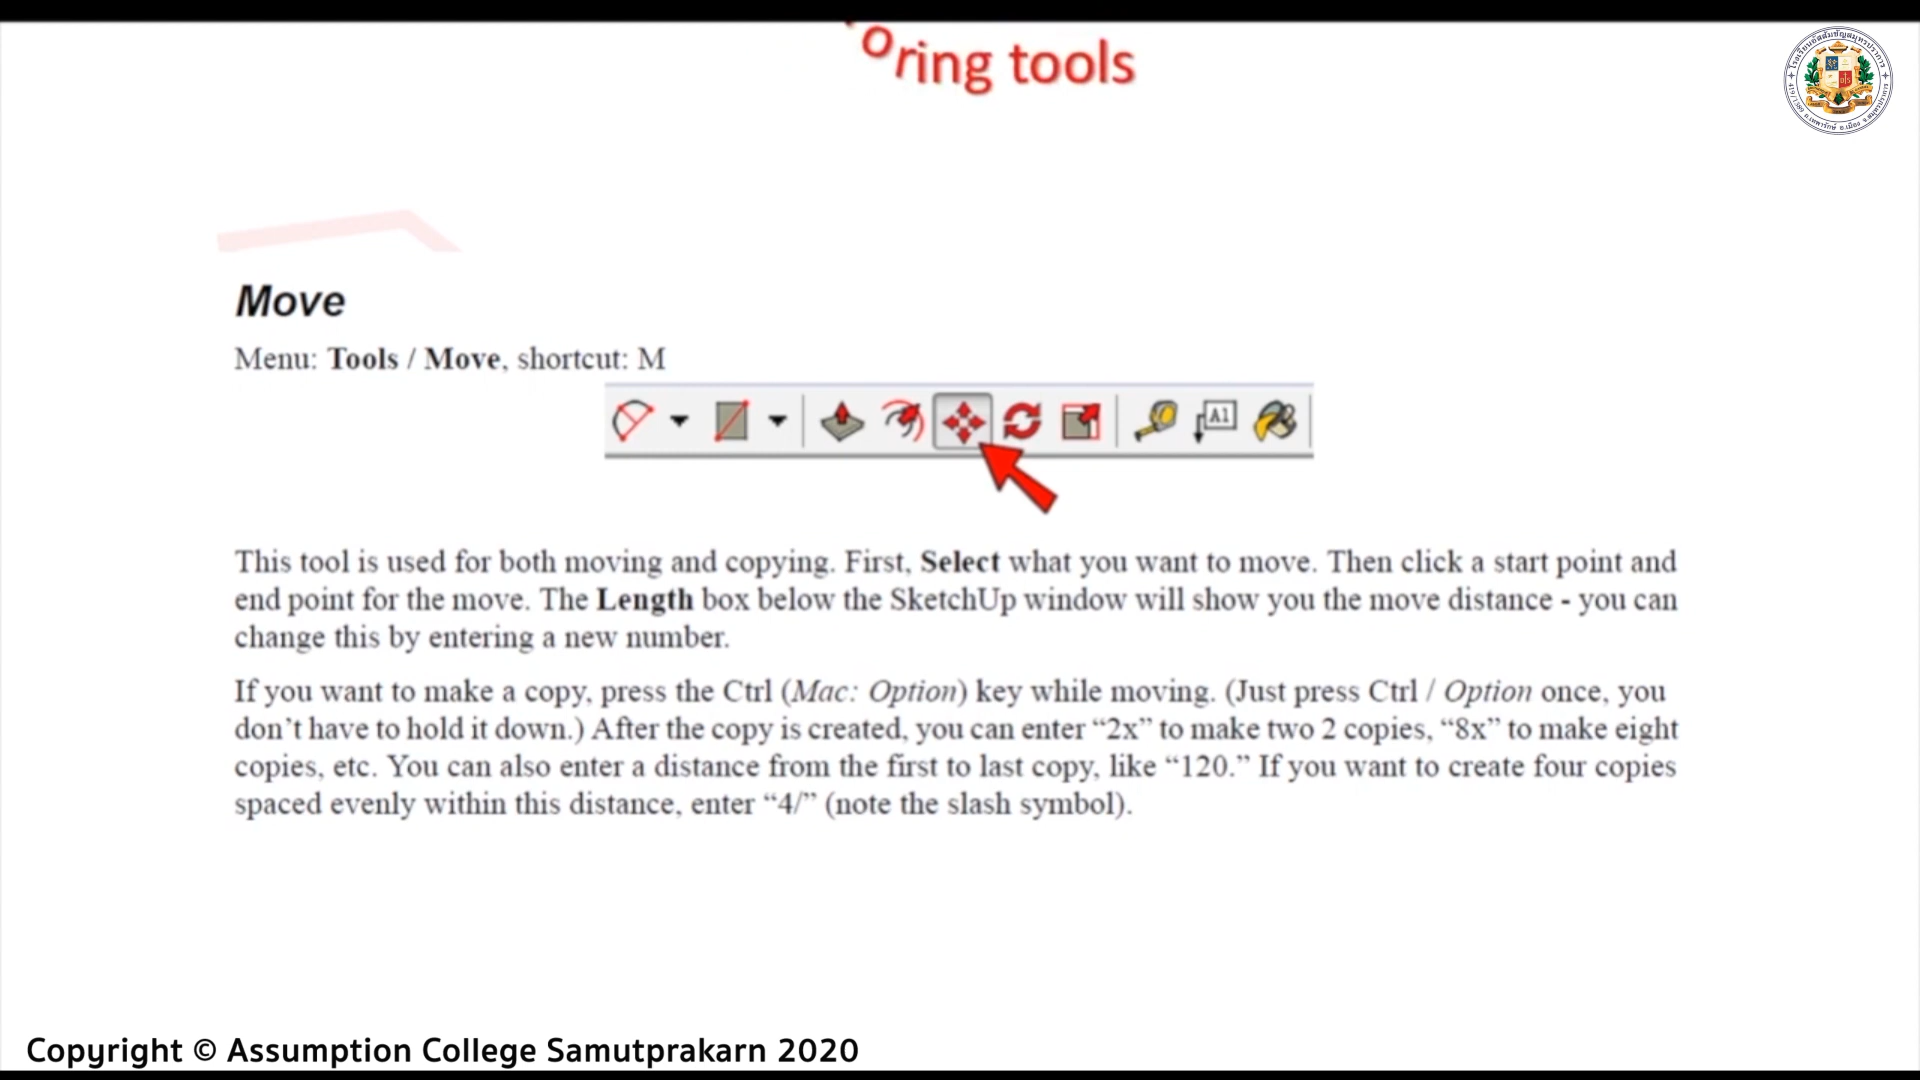 oring tools
Move
Menu: Tools / Move, shortcut: M
A1
This tool is used for both moving and copying. First, Select what you want to move. Then click a start point and
end point for the move. The Length box below the SketchUp window will show you the move distance - you can
change this by entering a new number.
If you want to make a copy, press the Ctrl (Mac: Option) key while moving. (Just press Ctrl / Option once, you
don’t have to hold it down.) After the copy is created, you can enter “2x” to make two 2 copies, “8x” to make eight
copies, etc. You can also enter a distance from the first to last copy, like “120.” If you want to create four copies
spaced evenly within this distance, enter “4/” (note the slash symbol).
Copyright © Assumption College Samutprakarn 2020